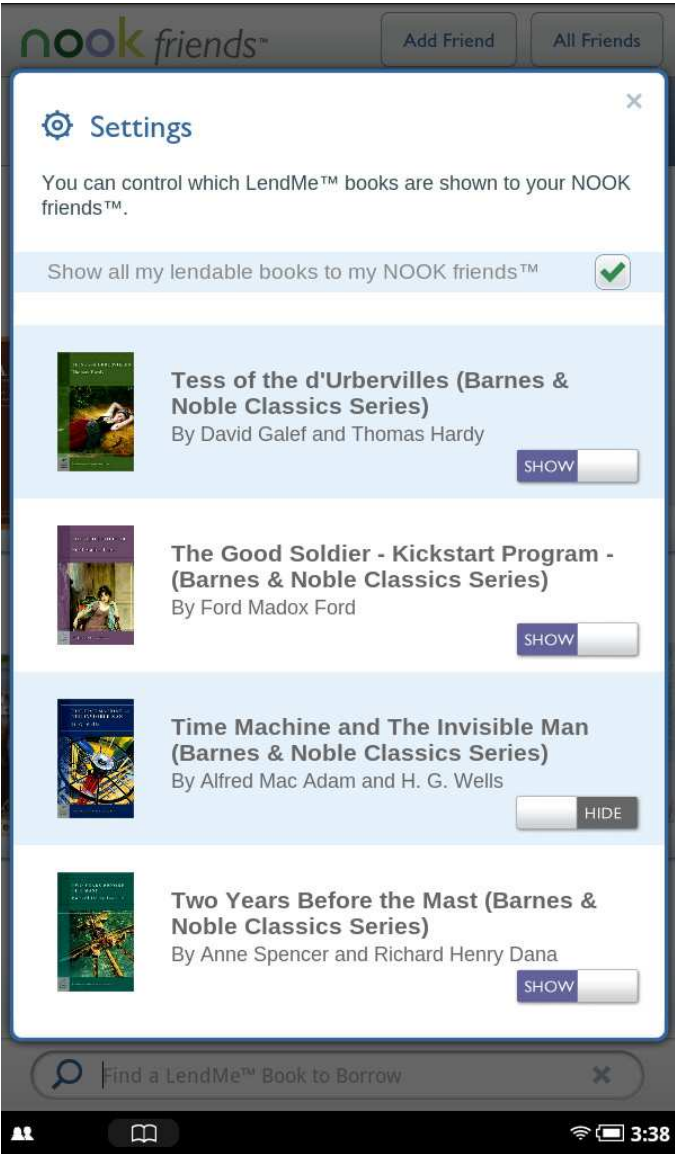 nook friends™
Add Friend
All Friends
Settings
You can control which LendMe™ books are shown to your NOOK
friends™.
Show all my lendable books to my NOOK friends™
Tess of the d'Urbervilles (Barnes &
Noble Classics Series)
By David Galef and Thomas Hardy
SHOW
The Good Soldier - Kickstart Program -
(Barnes & Noble Classics Series)
By Ford Madox Ford
SHOW
Time Machine and The Invisible Man
(Barnes & Noble Classics Series)
By Alfred Mac Adam and H. G. Wells
HIDE
Two Years Before the Mast (Barnes &
Noble Classics Series)
By Anne Spencer and Richard Henry Dana
SHOW
Find a LendMe™ Book to Borrow
3:38